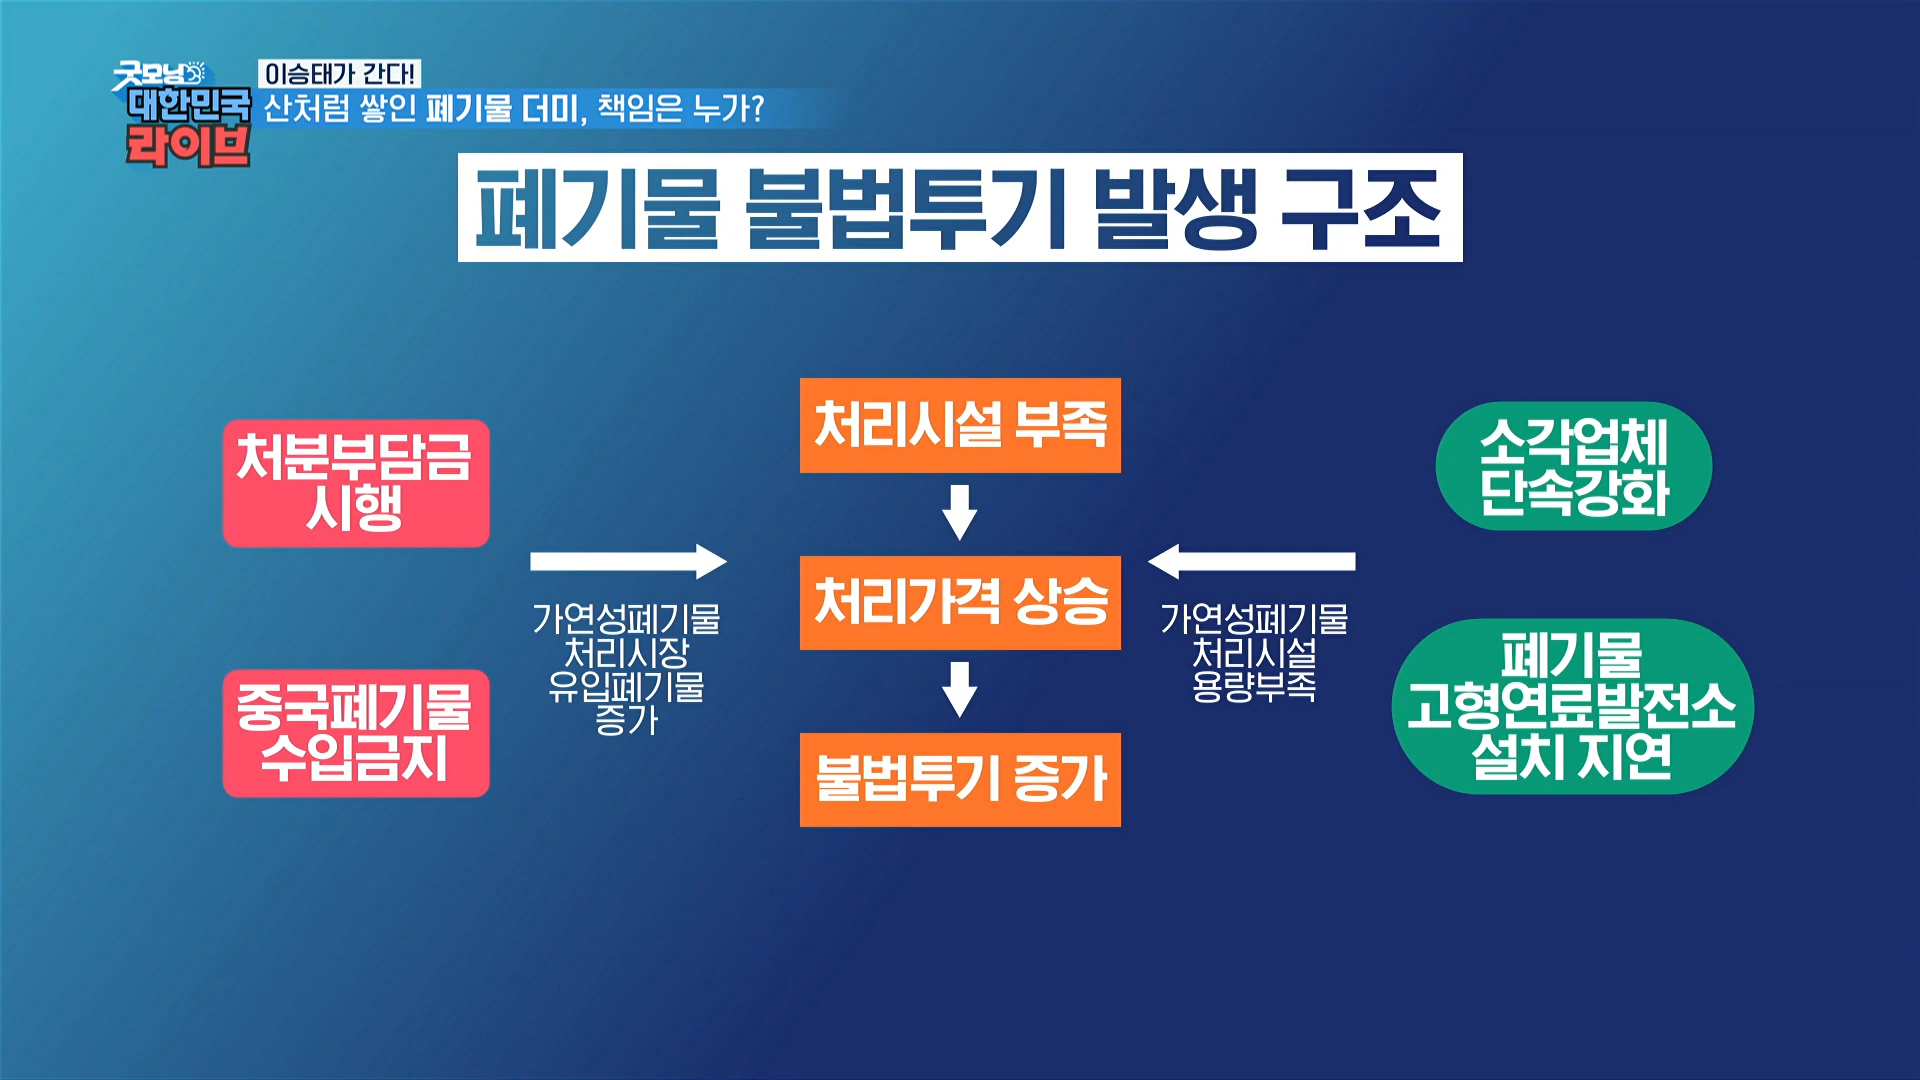 굿모닝
대한민국
라이브
이승태가 간다!
산처럼 쌓인 폐기물 더미, 책임은 누가?
폐기물 불법투기 발생 구조
처분부담금
시행
중국폐기물
수입금지
가연성폐기물
처리시장
유입폐기물
증가
처리시설 부족
처리가격 상승
불법투기 증가
가연성폐기물
처리시설
용량부족
소각업체
단속강화
폐기물
고형연료발전소
설치 지연